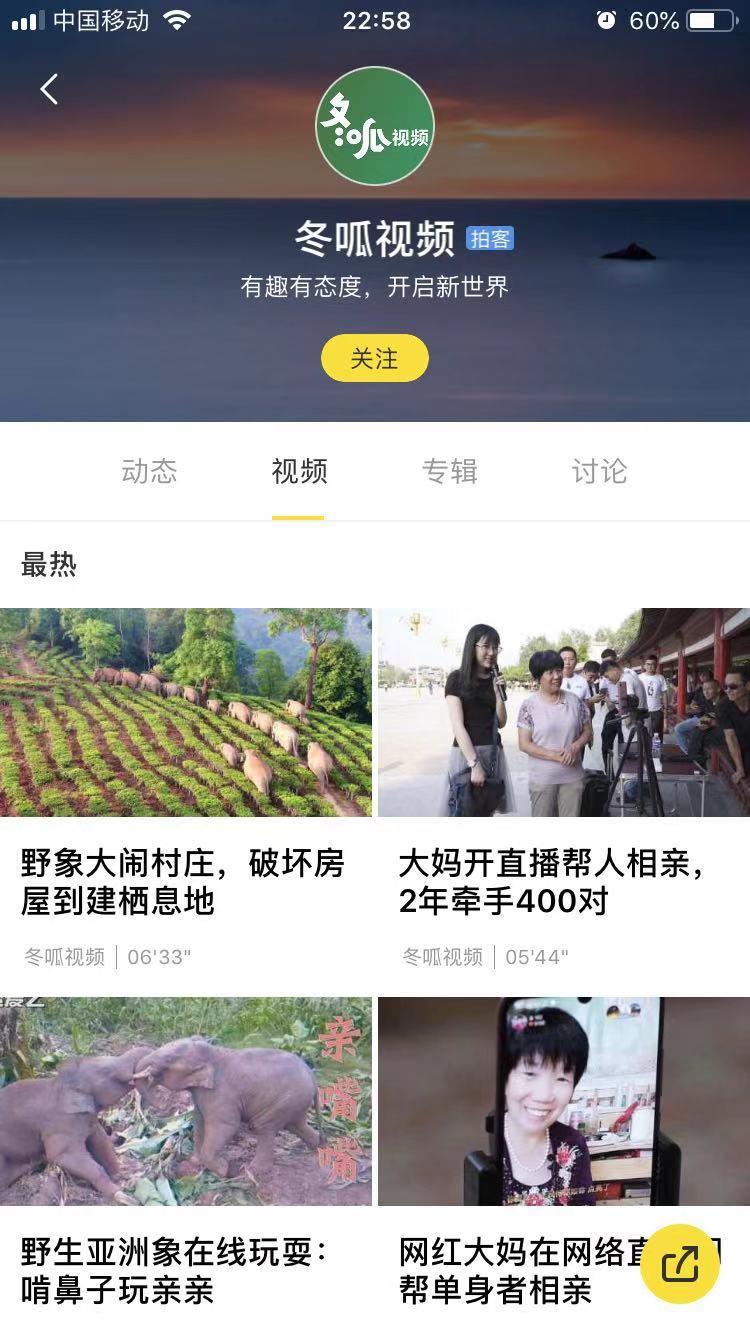 中国移动
22:58
60%
冬呱视频
冬呱视频 拍客
有趣有态度，开启新世界
关注
动态 视频 专辑 讨论
最热
野象大闹村庄，破坏房
屋到建栖息地
冬呱视频 | 06'33"
大妈开直播帮人相亲，
2年牵手400对
冬呱视频 | 05'44"
亲嘴嘴
野生亚洲象在线玩耍：
啃鼻子玩亲亲
网红大妈在网络直
帮单身者相亲